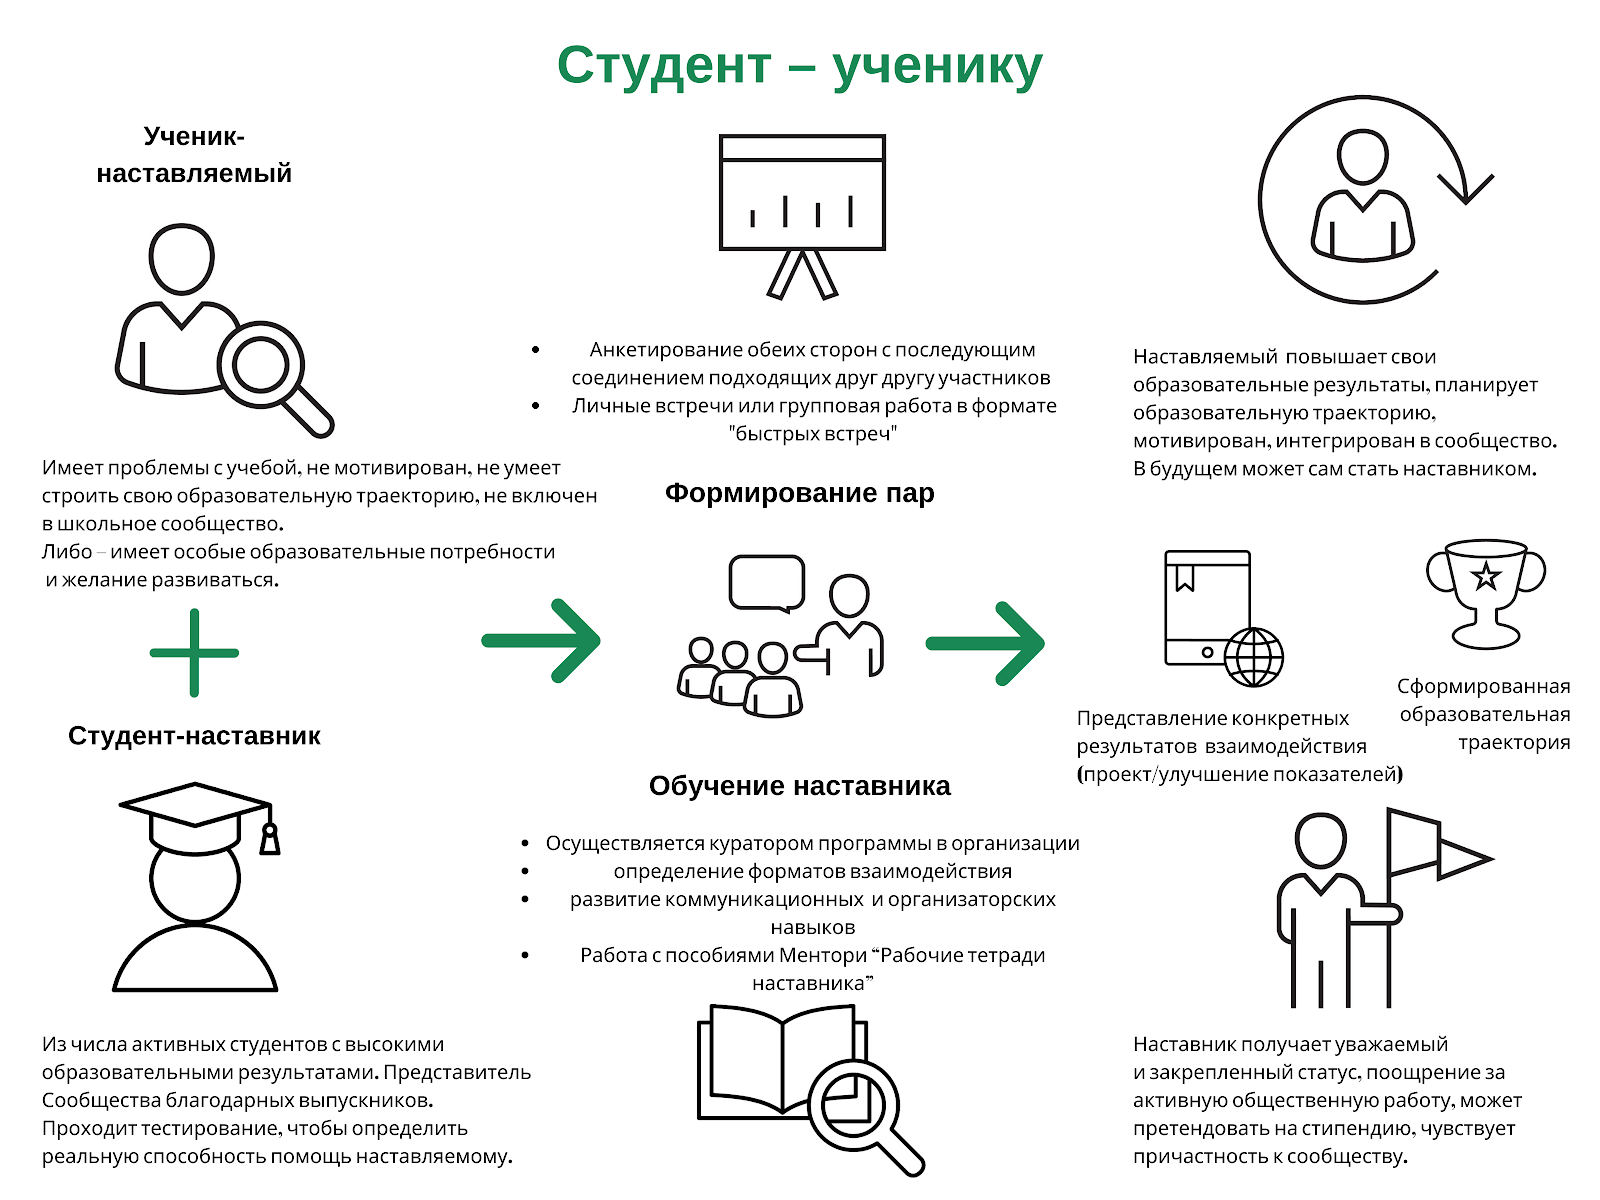 Студент – ученику
Ученик-
наставляемый
Имеет проблемы с учебой, не мотивирован, не умеет
строить свою образовательную траекторию, не включен
в школьное сообщество.
Либо – имеет особые образовательные потребности
и желание развиваться.
Студент-наставник
Из числа активных студентов с высокими
образовательными результатами. Представитель
Сообщества благодарных выпускников.
Проходит тестирование, чтобы определить
реальную способность помощь наставляемому.
• Анкетирование обеих сторон с последующим
соединением подходящих друг другу участников
• Личные встречи или групповая работа в формате
"быстрых встреч"
Формирование пар
Обучение наставника
• Осуществляется куратором программы в организации
• определение форматов взаимодействия
• развитие коммуникационных и организаторских
навыков
• Работа с пособиями Ментори “Рабочие тетради
наставника”
Наставляемый повышает свои
образовательные результаты, планирует
образовательную траекторию,
мотивирован, интегрирован в сообщество.
В будущем может сам стать наставником.
Представление конкретных
результатов взаимодействия
(проект/улучшение показателей)
Сформированная
образовательная
траектория
Наставник получает уважаемый
и закрепленный статус, поощрение за
активную общественную работу, может
претендовать на стипендию, чувствует
причастность к сообществу.